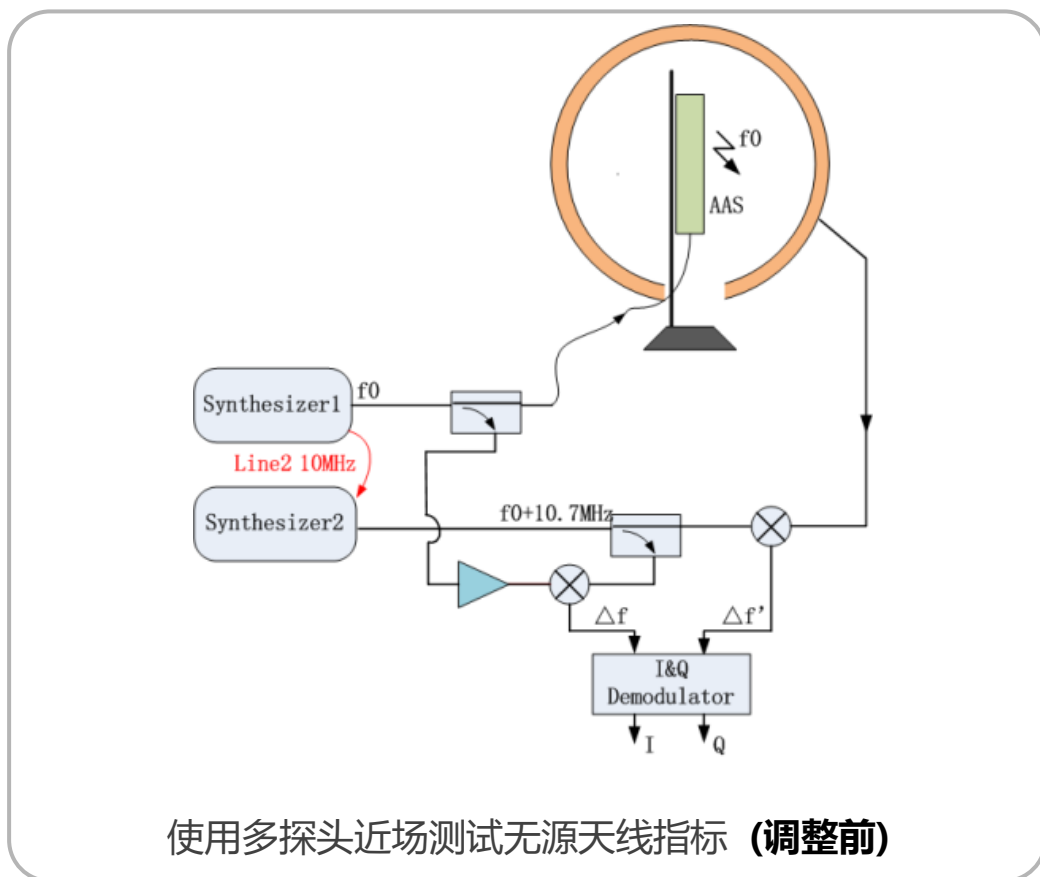 f0
AAS
f0
Synthesizer1
Line2 10MHz
Synthesizer2
f0+10.7MHz
△f
△f'
I&Q
Demodulator
I
Q
使用多探头近场测试无源天线指标 (调整前)